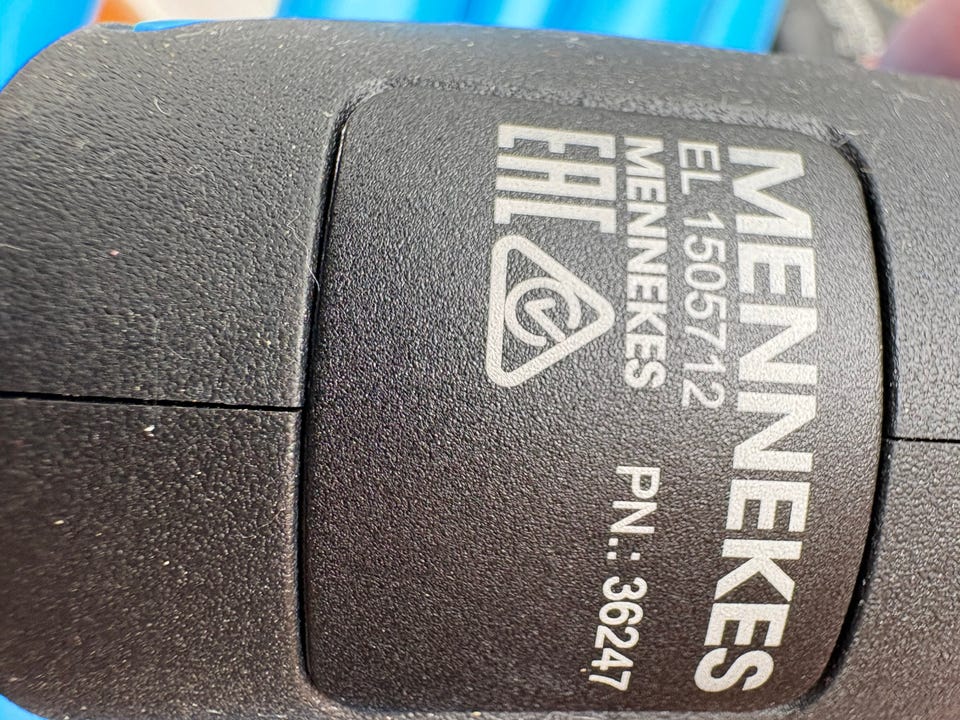 MENNEKES
EL 1505712
MENNEKES
PN.: 36247
EAC